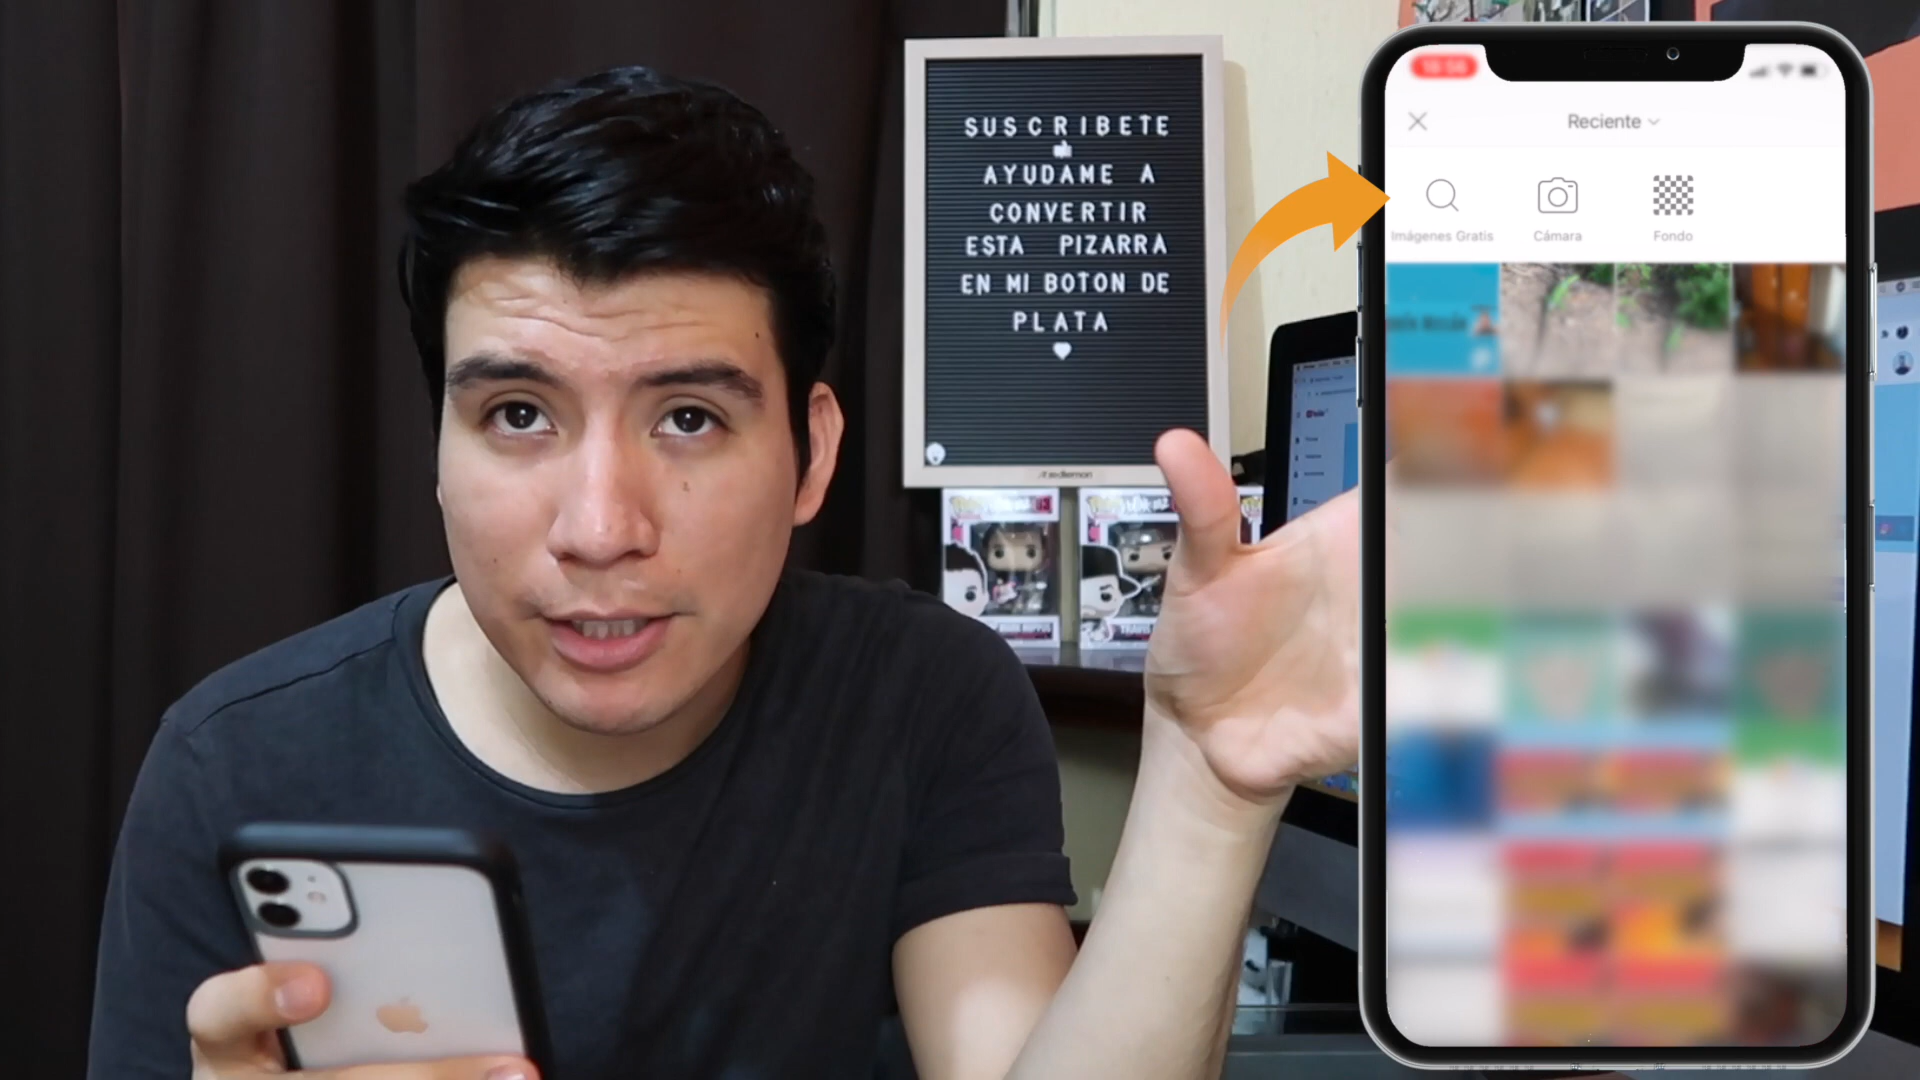 SUSCRIBETE
AYUDAME A
CONVERTIR
ESTA PIZARRA
EN MI BOTON DE
PLATA
Reciente
Imágenes Gratis
Cámara
Fondo